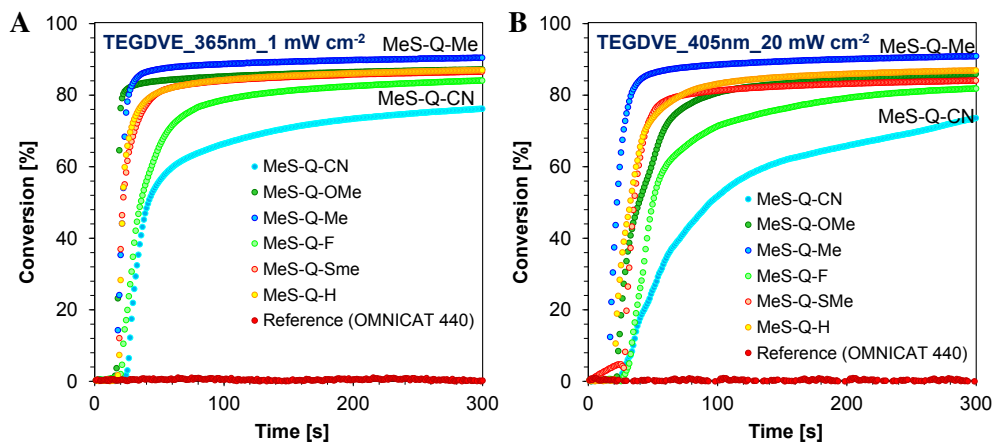 A
TEGDVE_365nm_1 mW cm-2
MeS-Q-Me
MeS-Q-CN
MeS-Q-CN
MeS-Q-OMe
MeS-Q-Me
MeS-Q-F
MeS-Q-Sme
MeS-Q-H
Reference (OMNICAT 440)
Conversion [%]
100
80
60
40
20
0
0
100
200
300
Time [s]
B
TEGDVE_405nm_20 mW cm-2
MeS-Q-Me
MeS-Q-CN
MeS-Q-CN
MeS-Q-OMe
MeS-Q-Me
MeS-Q-F
MeS-Q-SMe
MeS-Q-H
Reference (OMNICAT 440)
Conversion [%]
100
80
60
40
20
0
0
100
200
300
Time [s]